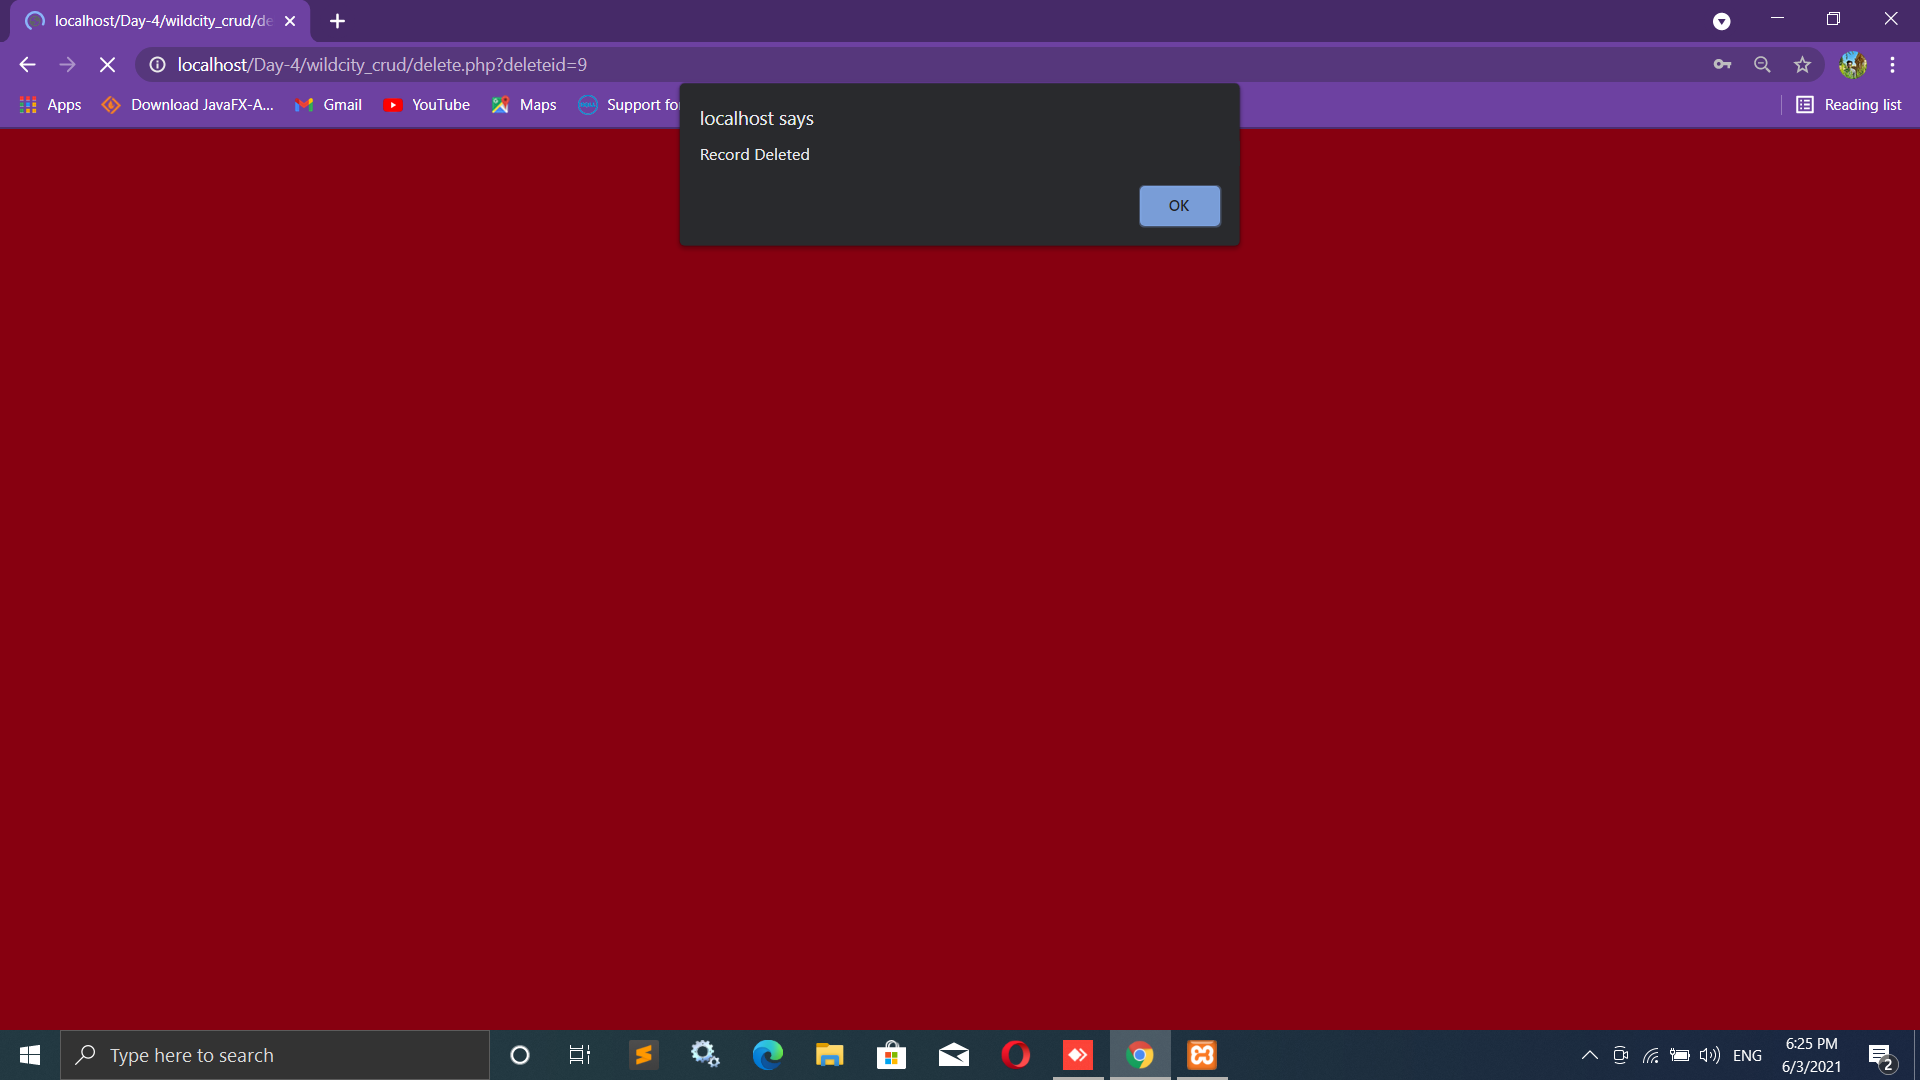 localhost/Day-4/wildcity_crud/de
localhost/Day-4/wildcity_crud/delete.php?deleteid=9
Apps
Download JavaFX-A...
Gmail
YouTube
Maps
Support fo
Reading list
localhost says
Record Deleted
OK
Type here to search
ENG
6:25 PM
6/3/2021
2